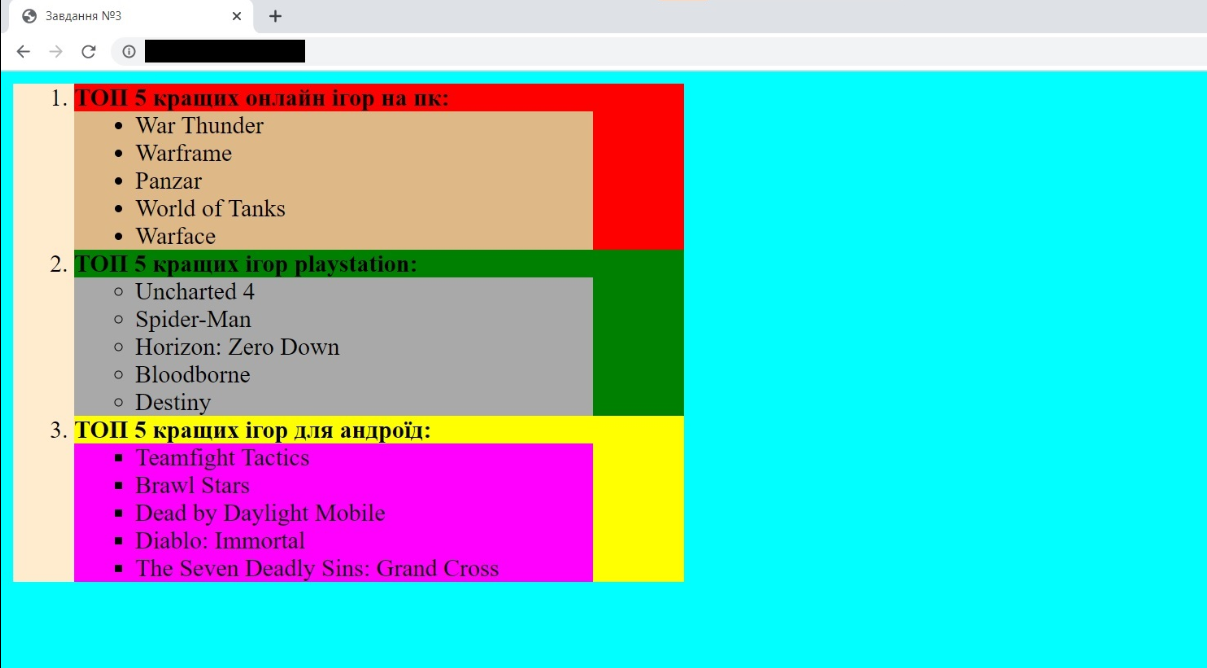 Завдання №3
1. ТОП 5 кращих онлайн ігор на пк:
• War Thunder
• Warframe
• Panzar
• World of Tanks
• Warface
2. ТОП 5 кращих ігор playstation:
◦ Uncharted 4
◦ Spider-Man
◦ Horizon: Zero Down
◦ Bloodborne
◦ Destiny
3. ТОП 5 кращих ігор для андроїд:
▪ Teamfight Tactics
▪ Brawl Stars
▪ Dead by Daylight Mobile
▪ Diablo: Immortal
▪ The Seven Deadly Sins: Grand Cross